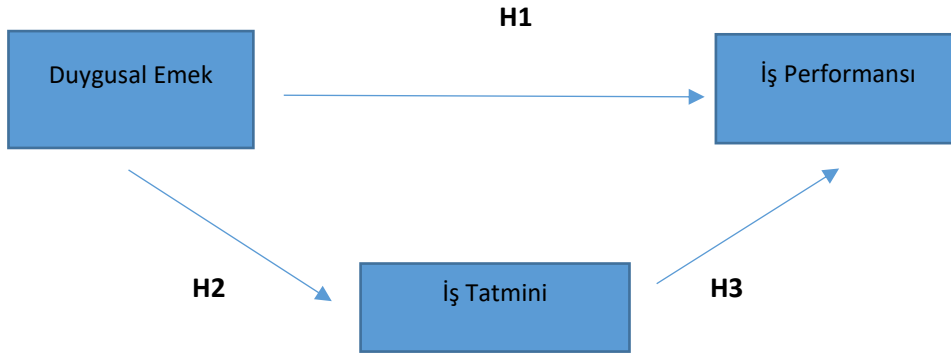 H1
Duygusal Emek
İş Performansı
H2
İş Tatmini
H3